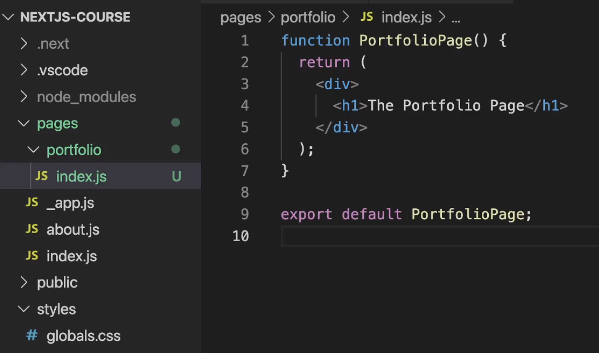 NEXTJS-COURSE
.next
.vscode
node_modules
pages
portfolio
JS index.js U
JS _app.js
JS about.js
JS index.js
public
styles
# globals.css
pages > portfolio > JS index.js > ...
1 function PortfolioPage() {
2 return (
3 <div>
4 <h1>The Portfolio Page</h1>
5 </div>
6 );
7 }
8
9 export default PortfolioPage;
10